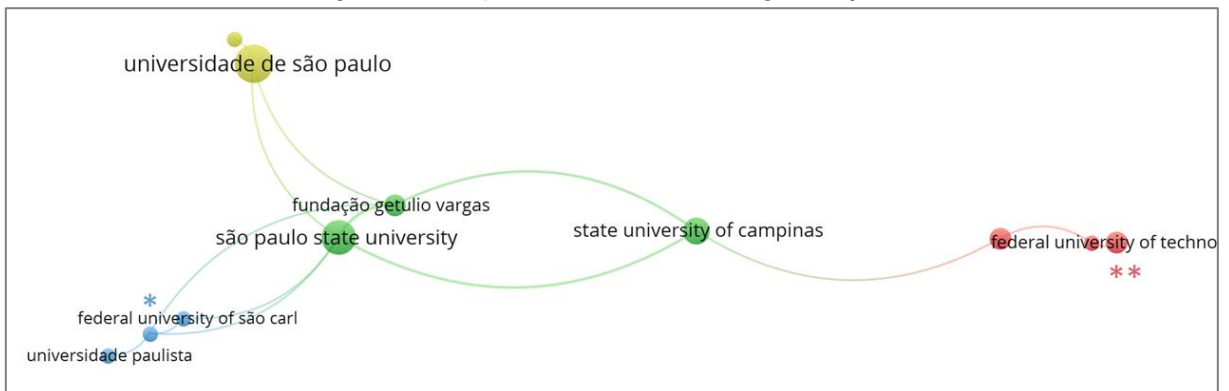 universidade de são paulo
fundação getulio vargas
são paulo state university
state university of campinas
federal university of techno
**
*
federal university of são carl
universidade paulista